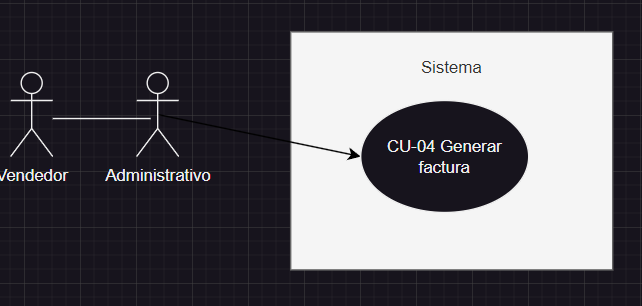 Sistema
CU-04 Generar
factura
Vendedor
Administrativo